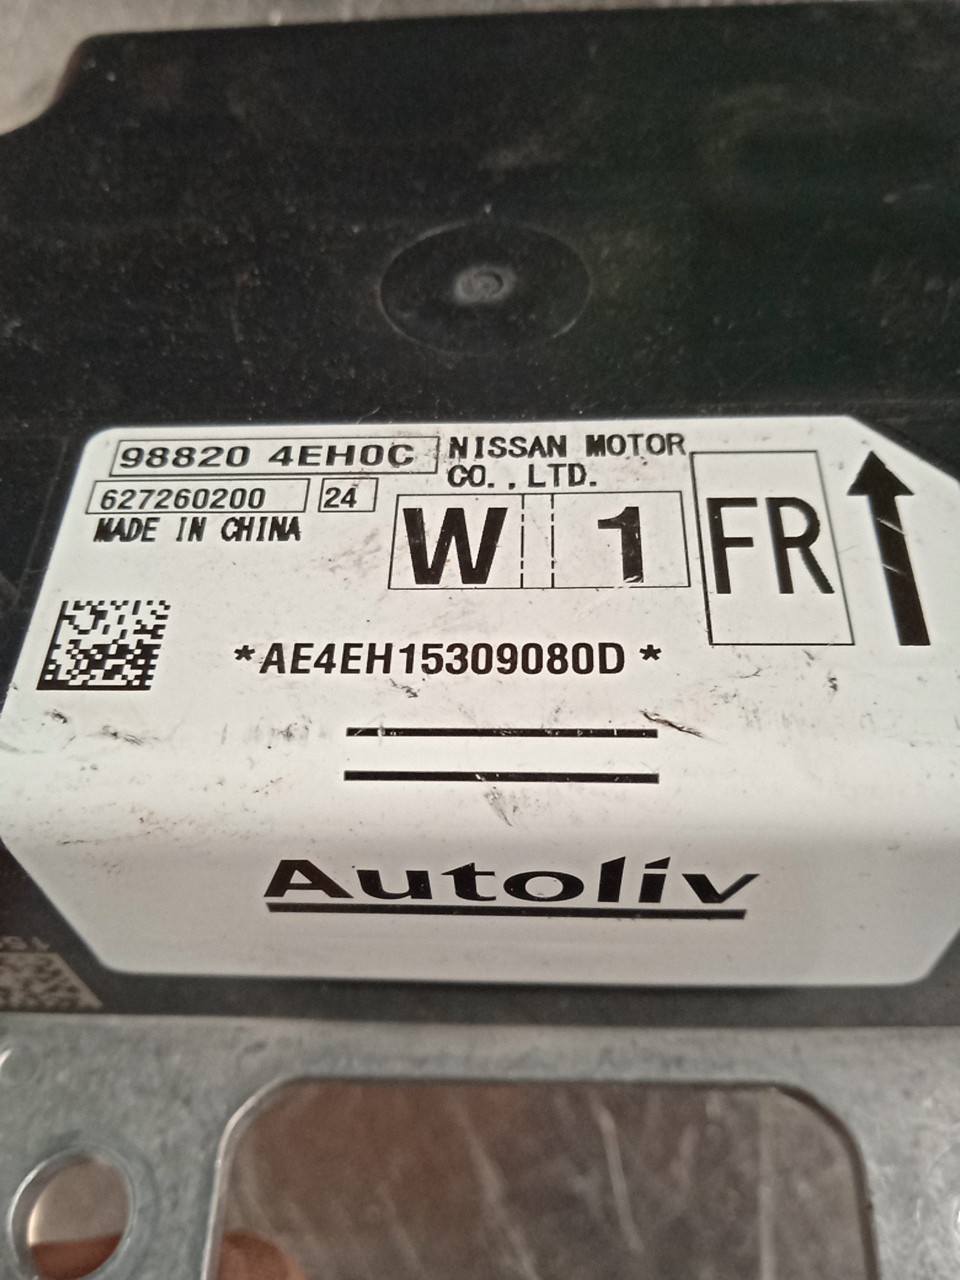 98820 4EH0C
NISSAN MOTOR
CO., LTD.
627260200 24
MADE IN CHINA
W 1
FR
*AE4EH15309080D *
Autoliv